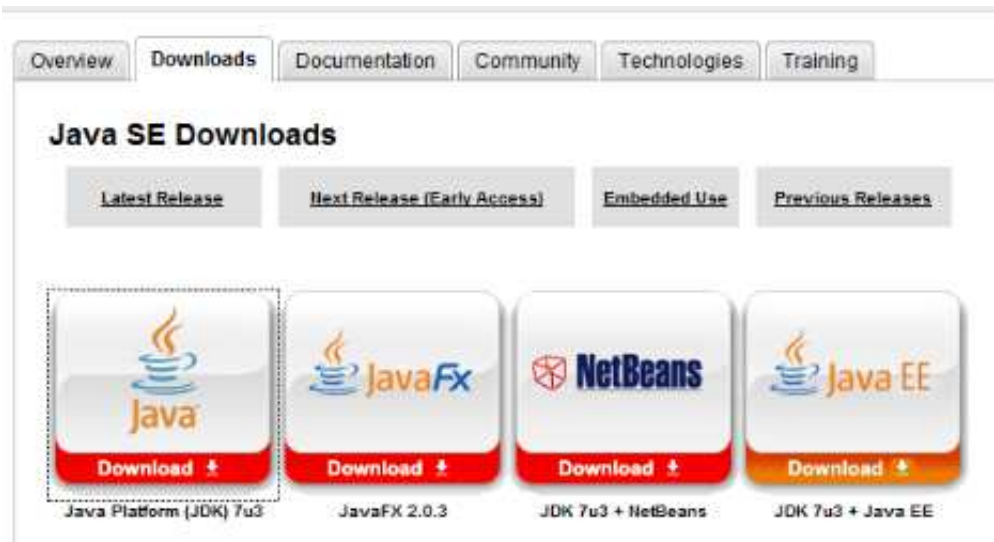 Overview Downloads Documentation Community Technologies Training
Java SE Downloads
Latest Release Next Release (Early Access) Embedded Use Previous Releases
Java JavaFX NetBeans Java EE
Download Download Download Download
Java Platform (JDK) 7u3 JavaFX 2.0.3 JDK 7u3 + NetBeans JDK 7u3 + Java EE